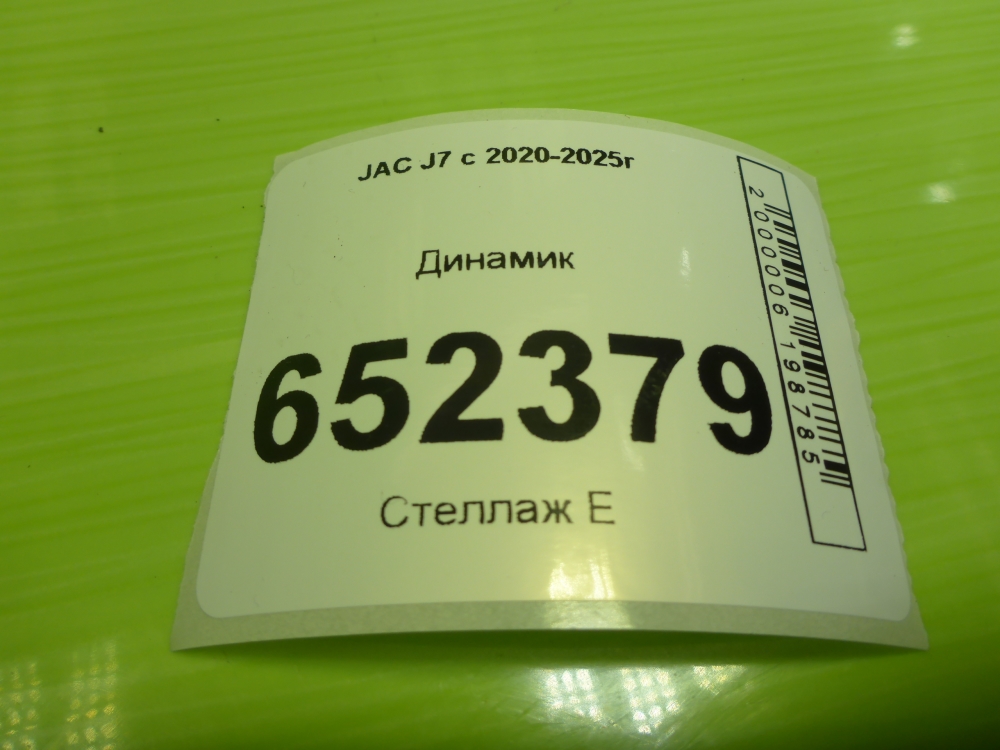 JAC J7 с 2020-2025г
Динамик
652379
Стеллаж Е
2000006198785